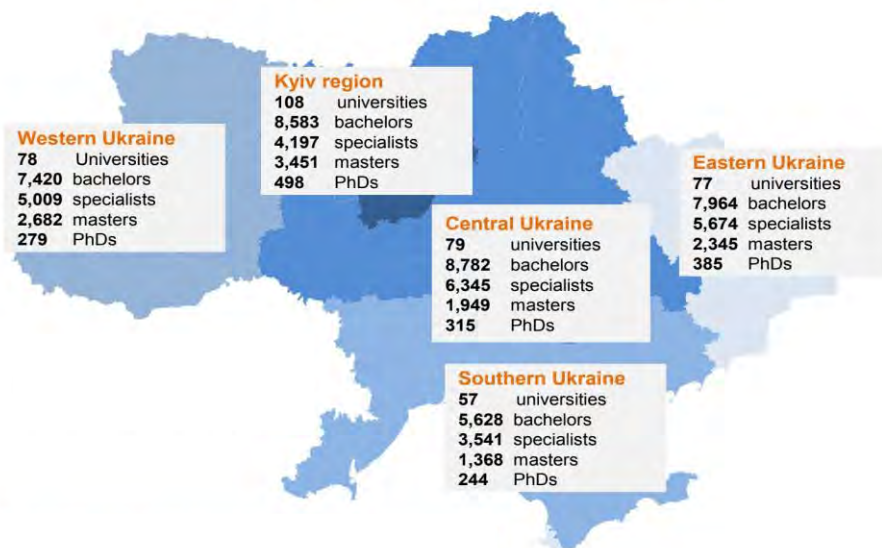 Kyiv region
108 universities
8,583 bachelors
4,197 specialists
3,451 masters
498 PhDs
Western Ukraine
78 Universities
7,420 bachelors
5,009 specialists
2,682 masters
279 PhDs
Eastern Ukraine
77 universities
7,964 bachelors
5,674 specialists
2,345 masters
385 PhDs
Central Ukraine
79 universities
8,782 bachelors
6,345 specialists
1,949 masters
315 PhDs
Southern Ukraine
57 universities
5,628 bachelors
3,541 specialists
1,368 masters
244 PhDs